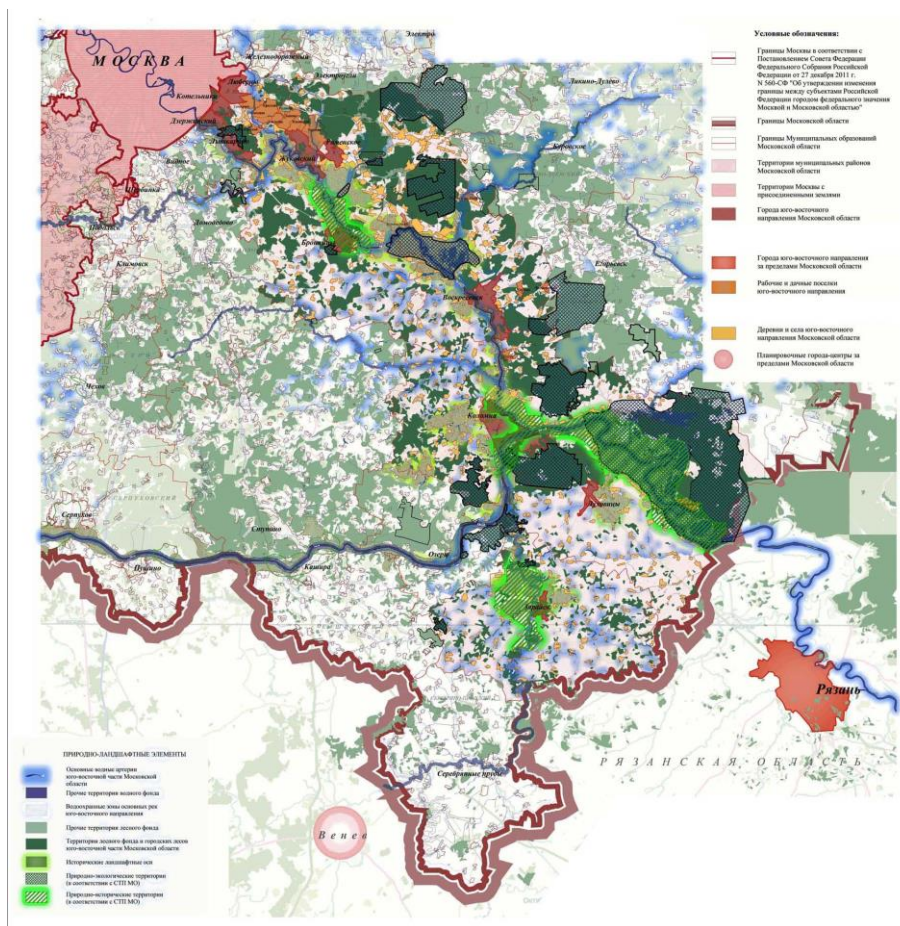 Условные обозначения:
Границы Москвы в соответствии с
Постановлением Совета Федерации
Федерального Собрания Российской
Федерации от 27 декабря 2011 г.
N 560-СФ "Об утверждении изменения
границы между субъектами Российской
Федерации городом федерального значения
Москвой и Московской областью"
Границы Московской области
Границы Муниципальных образований
Московской области
Территории муниципальных районов
Московской области
Территории Москвы с
присоединенными землями
Города юго-восточного
направления Московской области
Города юго-восточного направления
за пределами Московской области
Рабочие и дачные поселки
юго-восточного направления
Деревни и села юго-восточного
направления Московской области
Планировочные города-центры за
пределами Московской области
МОСКВА
Электро
Железнодорожный
Электроугли
Люберцы
Ликино-Дулево
Котельники
Дзержинский
Лыткарино
Раменское
Жуковский
Видное
Щербинка
Домодедово
Климовск
Бронницы
Егорьевск
Воскресенск
Чехов
Коломна
Серпухов
Ступино
Луховицы
Пущино
Кашира
Озеры
Зарайск
Рязань
РЯЗАНСКАЯ ОБЛАСТЬ
Серебряные пруды
Венев
ПРИРОДНО-ЛАНДШАФТНЫЕ ЭЛЕМЕНТЫ
Основные водные артерии
юго-восточной части Московской
области
Прочие территории водного фонда
Водоохранные зоны основных рек
юго-восточного направления
Прочие территории лесного фонда
Территории лесного фонда и городских лесов
юго-восточной части Московской области
Исторические ландшафтные оси
Природно-экологические территории
(в соответствии с СТП МО)
Природно-исторические территории
(в соответствии с СТП МО)